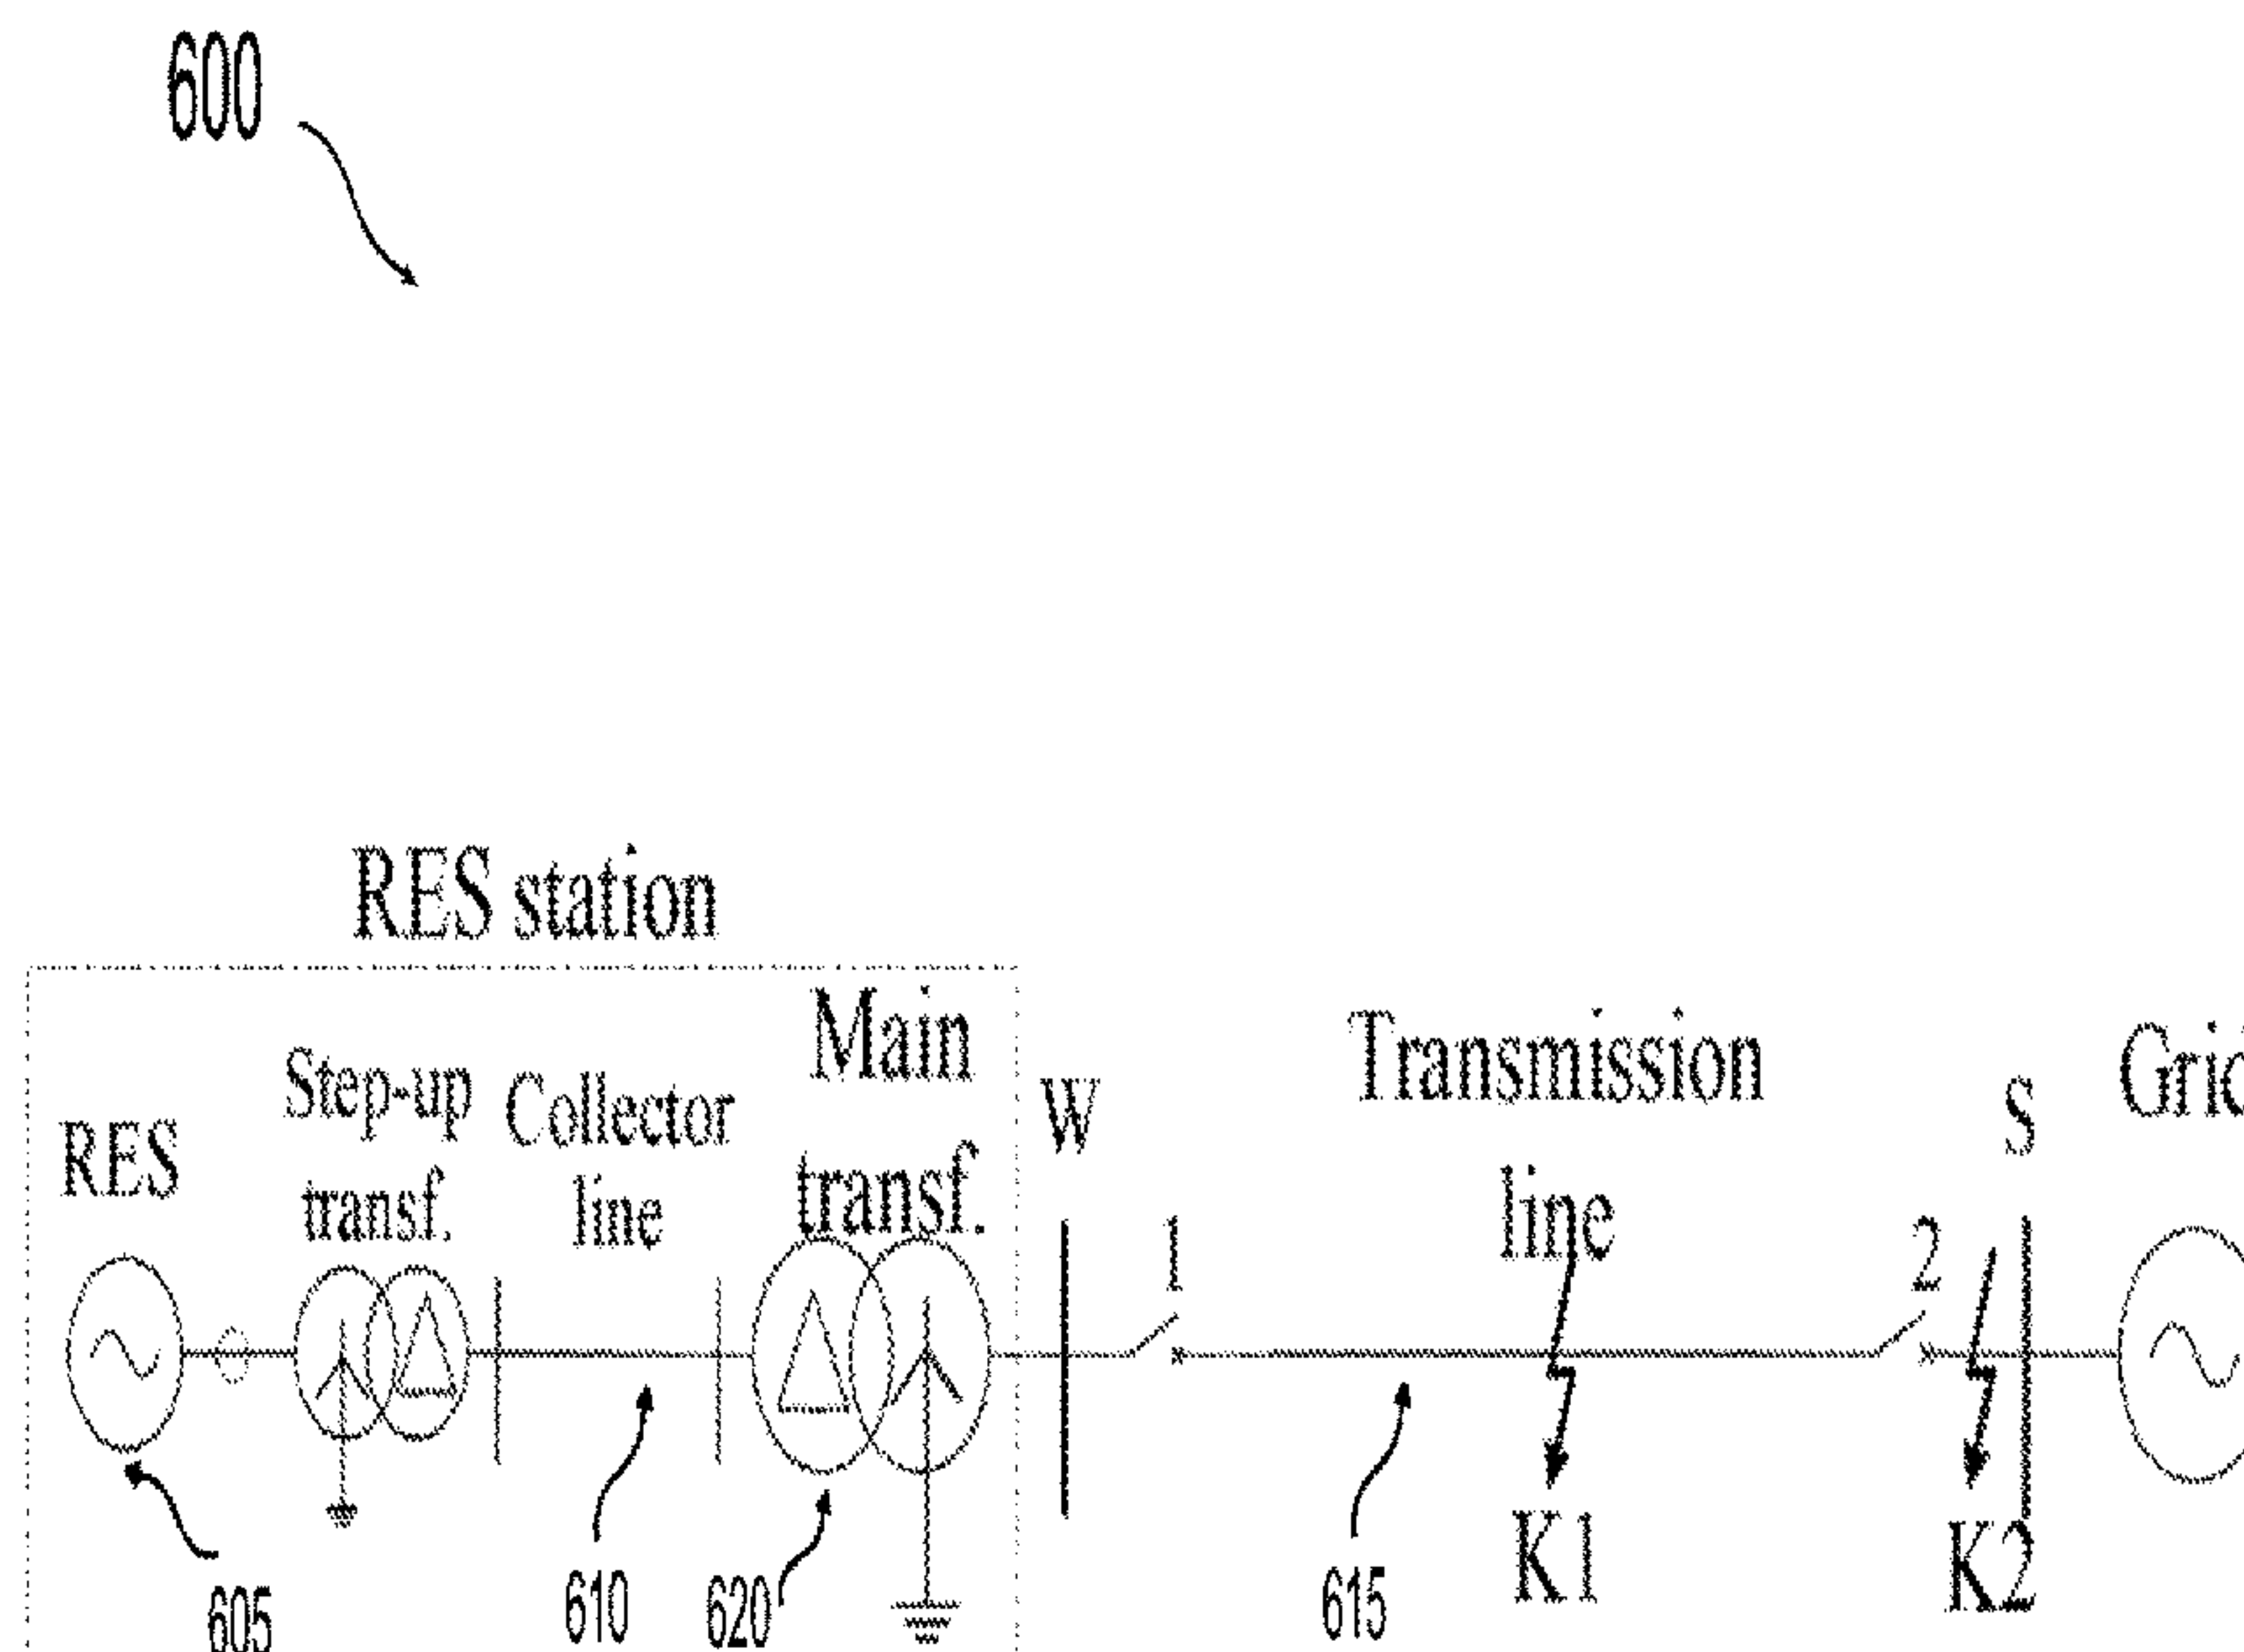 600
RES station
RES
Step-up
transf.
Collector
line
Main
transf.
W
1
Transmission
line
2
S
Grid
605
610
620
615
K1
K2